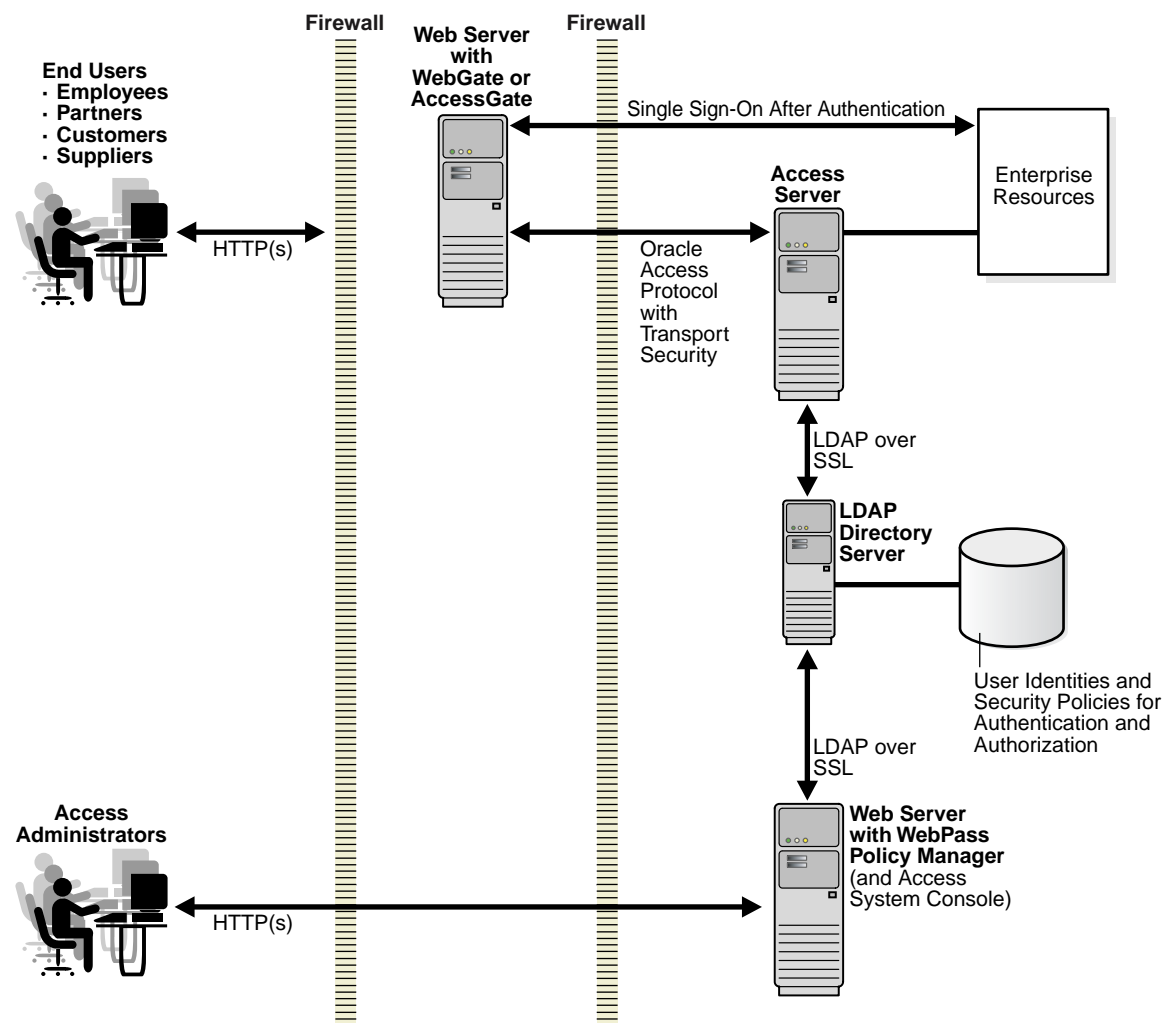 Firewall
Firewall
Web Server
with
WebGate or
AccessGate
End Users
· Employees
· Partners
· Customers
· Suppliers
Single Sign-On After Authentication
Enterprise
Resources
Access
Server
HTTP(s)
Oracle
Access
Protocol
with
Transport
Security
LDAP over
SSL
LDAP
Directory
Server
User Identities and
Security Policies for
Authentication and
Authorization
LDAP over
SSL
Access
Administrators
Web Server
with WebPass
Policy Manager
(and Access
System Console)
HTTP(s)